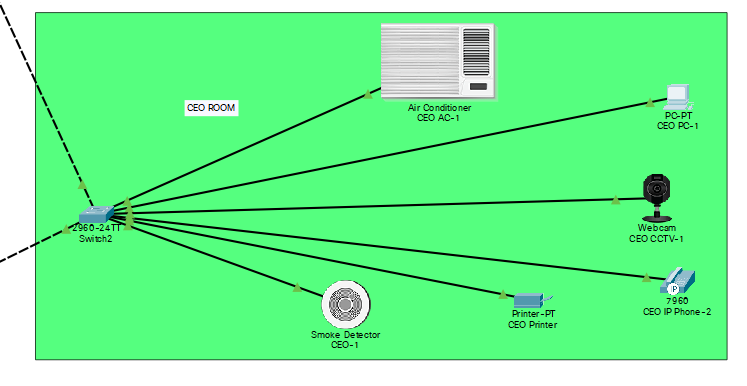 CEO ROOM
Air Conditioner
CEO AC-1
PC-PT
CEO PC-1
2960-24TT
Switch2
Webcam
CEO CCTV-1
IP
7960
CEO IP Phone-2
Printer-PT
CEO Printer
Smoke Detector
CEO-1